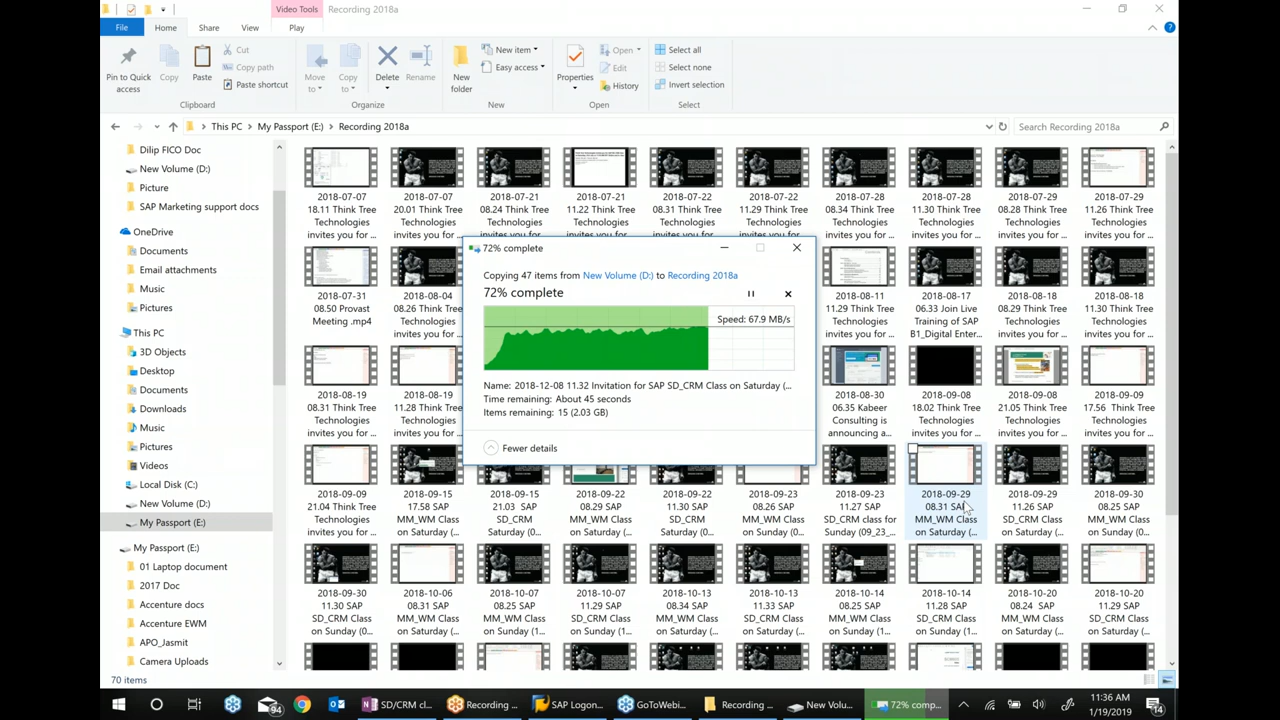 Video Tools
Recording 2018a
File
Home
Share
View
Play
Pin to Quick
access
Copy
Paste
Cut
Copy path
Paste shortcut
Clipboard
Move
to
Copy
to
Delete
Rename
Organize
New
folder
New item
Easy access
New
Properties
Open
Edit
History
Open
Select all
Select none
Invert selection
Select
This PC
My Passport (E:)
Recording 2018a
Search Recording 2018a
Dilip FICO Doc
New Volume (D:)
Picture
SAP Marketing support docs
OneDrive
Documents
Email attachments
Music
Pictures
This PC
3D Objects
Desktop
Documents
Downloads
Music
Pictures
Videos
Local Disk (C:)
New Volume (D:)
My Passport (E:)
My Passport (E:)
01 Laptop document
2017 Doc
Accenture docs
Accenture EWM
APO_Jasmit
Camera Uploads
2018-07-07
18.11 Think Tree
Technologies
invites you for ...
2018-07-07
20.01 Think Tree
Technologies
invites you for ...
2018-07-21
08.24 Think Tree
Technologies
invites you for ...
2018-07-21
11.22 Think Tree
Technologies
invites you for ...
2018-07-22
08.31 Think Tree
Technologies
invites you for ...
2018-07-22
11.29 Think Tree
Technologies
invites you for ...
2018-07-28
08.34 Think Tree
Technologies
invites you for ...
2018-07-28
11.30 Think Tree
Technologies
invites you for ...
2018-07-29
08.28 Think Tree
Technologies
invites you for ...
2018-07-29
11.26 Think Tree
Technologies
invites you for ...
2018-07-31
08.50 Provast
Meeting .mp4
2018-08-04
08.26 Think Tree
Technologies
invites you for ...
2018-08-11
11.29 Think Tree
Technologies
invites you for ...
2018-08-17
06.33 Join Live
Training of SAP
B1_Digital Enter...
2018-08-18
08.31 Think Tree
Technologies
invites you for ...
2018-08-18
11.30 Think Tree
Technologies
invites you for ...
72% complete
Copying 47 items from New Volume (D:) to Recording 2018a
72% complete
Speed: 67.9 MB/s
Name: 2018-12-08 11.32 Invitation for SAP SD_CRM Class on Saturday (...
Time remaining: About 45 seconds
Items remaining: 15 (2.03 GB)
Fewer details
2018-08-19
08.31 Think Tree
Technologies
invites you for ...
2018-08-19
11.28 Think Tree
Technologies
invites you for ...
2018-08-30
06.35 Kabeer
Consulting is
announcing a...
2018-09-08
18.02 Think Tree
Technologies
invites you for ...
2018-09-08
21.05 Think Tree
Technologies
invites you for ...
2018-09-09
17.56 Think Tree
Technologies
invites you for ...
2018-09-09
21.04 Think Tree
Technologies
invites you for ...
2018-09-15
17.58 SAP
MM_WM Class
on Saturday (...
2018-09-15
21.03 SAP
SD_CRM
Saturday (0...
2018-09-22
08.29 SAP
MM_WM Class
on Saturday (...
2018-09-22
11.30 SAP
SD_CRM
Saturday (0...
2018-09-23
08.26 SAP
MM_WM Class
on Sunday (0...
2018-09-23
11.27 SAP
SD_CRM class for
Sunday (09_23_...
2018-09-29
08.31 SAP
MM_WM Class
on Saturday (...
2018-09-29
11.26 SAP
SD_CRM Class
on Saturday (...
2018-09-30
08.25 SAP
MM_WM Class
on Sunday (0...
2018-09-30
11.30 SAP
SD_CRM Class
on Sunday (0...
2018-10-06
08.31 SAP
MM_WM Class
on Saturday (...
2018-10-07
08.25 SAP
MM_WM Class
on Sunday (1...
2018-10-07
11.29 SAP
SD_CRM Class
on Sunday (1...
2018-10-13
08.34 SAP
MM_WM Class
on Saturday (...
2018-10-13
11.33 SAP
SD_CRM Class
on Saturday (...
2018-10-14
08.25 SAP
MM_WM Class
on Sunday (1...
2018-10-14
11.28 SAP
SD_CRM Class
on Sunday (1...
2018-10-20
08.24 SAP
MM_WM Class
on Saturday (...
2018-10-20
11.29 SAP
SD_CRM Class
on Saturday (...
70 items
94
SD/CRM cl...
Recording ...
SAP Logon...
GoToWebi...
Recording ...
New Volu...
72% comp...
11:36 AM
1/19/2019
14